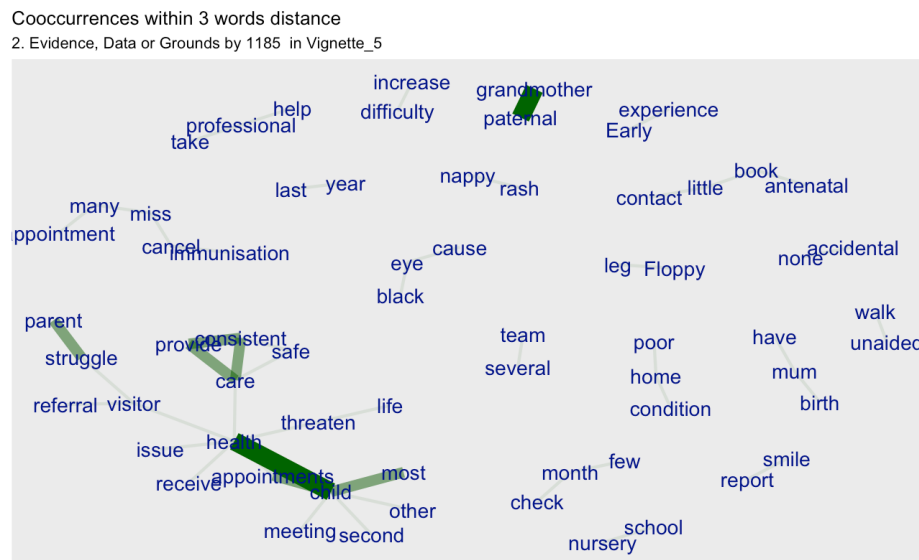 Cooccurrences within 3 words distance
2. Evidence, Data or Grounds by 1185 in Vignette_5
increase
grandmother
help
difficulty
experience
professional
paternal
Early
take
book
last
year
nappy
rash
antenatal
contact
little
many
miss
ppointment
cancel
immunisation
cause
accidental
eye
none
leg
Floppy
black
walk
parent
team
have
consistent
provide
poor
unaided
safe
struggle
several
mum
home
care
referral
visitor
life
condition
birth
threaten
health
issue
few
smile
most
month
appointments
report
receive
child
check
other
school
meeting
second
nursery